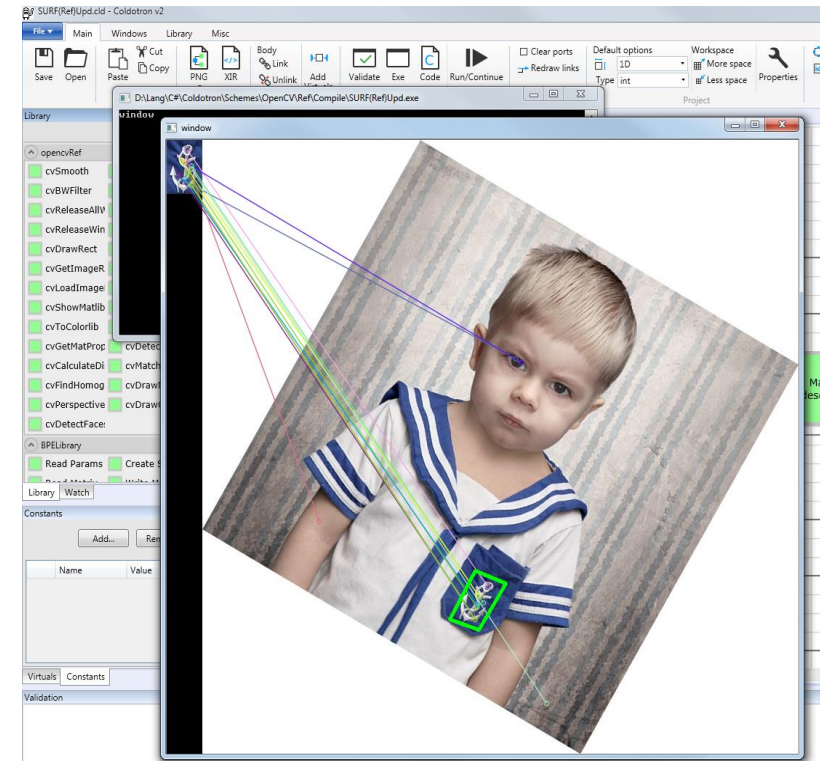 SURF(Ref)Upd.cld - Coldotron v2
File Main Windows Library Misc
Save Open Paste Cut Copy PNG XIR Body Link Unlink Add Validate Exe Code Run/Continue Clear ports Redraw links Default options 1D Type int Workspace More space Less space Properties
Project
D:\Lang\C#\Coldotron\Schemes\OpenCV\Ref\Compile\SURF(Ref)Upd.exe
window
Library
window
opencvRef
cvSmooth
cvBWFilter
cvReleaseAllW
cvReleaseWin
cvDrawRect
cvGetImageR
cvLoadImage
cvShowMatlib
cvToColorlib
cvGetMatProp cvDetec
cvCalculateDi cvMatch
cvFindHomog cvDraw
cvPerspective cvDraw
cvDetectFace
BPELibrary
Read Params Create S
Library Watch
Constants
Add... Re
Name Value
Virtuals Constants
Validation